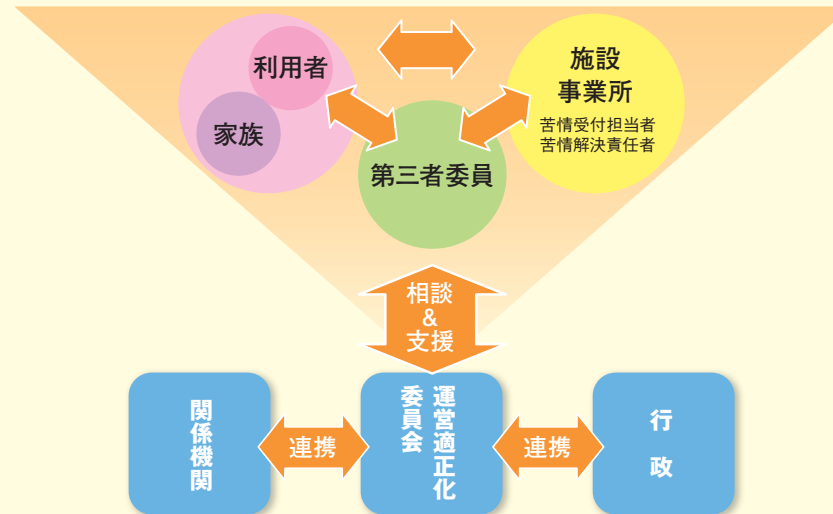 利用者
家族
施設
事業所
苦情受付担当者
苦情解決責任者
第三者委員
相談
&
支援
関係機関
連携
運営適正化
委員会
連携
行政